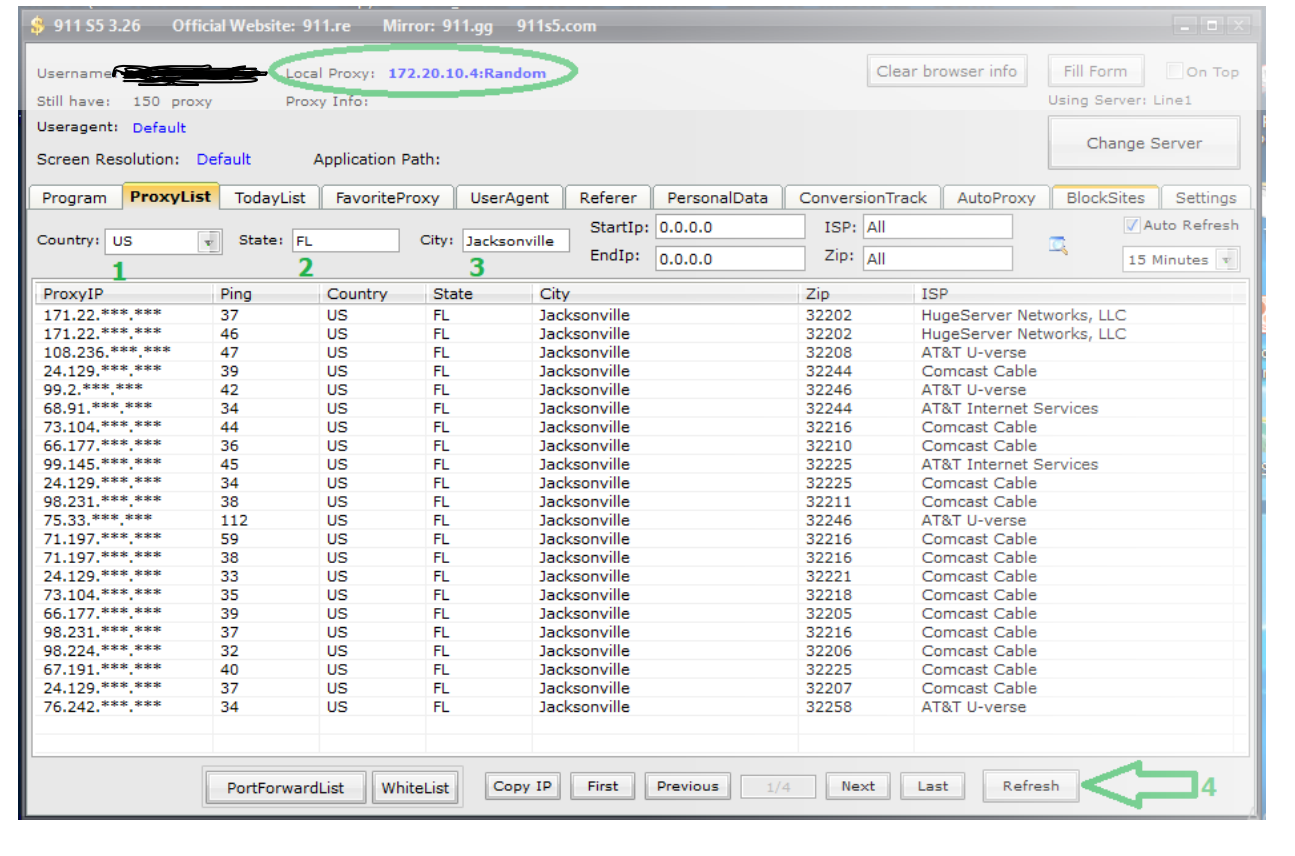 911 S5 3.26 Official Website: 911.re Mirror: 911.gg 911s5.com
Username Local Proxy: 172.20.10.4:Random Clear browser info Fill Form On Top
Still have: 150 proxy Proxy Info: Using Server: Line1
Useragent: Default
Change Server
Screen Resolution: Default Application Path:
Program ProxyList TodayList FavoriteProxy UserAgent Referer PersonalData ConversionTrack AutoProxy BlockSites Settings
StartIp: 0.0.0.0 ISP: All Auto Refresh
Country: US State: FL City: Jacksonville
EndIp: 0.0.0.0 Zip: All 15 Minutes
1 2 3
ProxyIP Ping Country State City Zip ISP
171.22.***.*** 37 US FL Jacksonville 32202 HugeServer Networks, LLC
171.22.***.*** 46 US FL Jacksonville 32202 HugeServer Networks, LLC
108.236.***.*** 47 US FL Jacksonville 32208 AT&T U-verse
24.129.***.*** 39 US FL Jacksonville 32244 Comcast Cable
99.2.***.*** 42 US FL Jacksonville 32246 AT&T U-verse
68.91.***.*** 34 US FL Jacksonville 32244 AT&T Internet Services
73.104.***.*** 44 US FL Jacksonville 32216 Comcast Cable
66.177.***.*** 36 US FL Jacksonville 32210 Comcast Cable
99.145.***.*** 45 US FL Jacksonville 32225 AT&T Internet Services
24.129.***.*** 34 US FL Jacksonville 32225 Comcast Cable
98.231.***.*** 38 US FL Jacksonville 32211 Comcast Cable
75.33.***.*** 112 US FL Jacksonville 32246 AT&T U-verse
71.197.***.*** 59 US FL Jacksonville 32216 Comcast Cable
71.197.***.*** 38 US FL Jacksonville 32216 Comcast Cable
24.129.***.*** 33 US FL Jacksonville 32221 Comcast Cable
73.104.***.*** 35 US FL Jacksonville 32218 Comcast Cable
66.177.***.*** 39 US FL Jacksonville 32205 Comcast Cable
98.231.***.*** 37 US FL Jacksonville 32216 Comcast Cable
98.224.***.*** 32 US FL Jacksonville 32206 Comcast Cable
67.191.***.*** 40 US FL Jacksonville 32225 Comcast Cable
24.129.***.*** 37 US FL Jacksonville 32207 Comcast Cable
76.242.***.*** 34 US FL Jacksonville 32258 AT&T U-verse
PortForwardList WhiteList Copy IP First Previous 1/4 Next Last Refresh 4